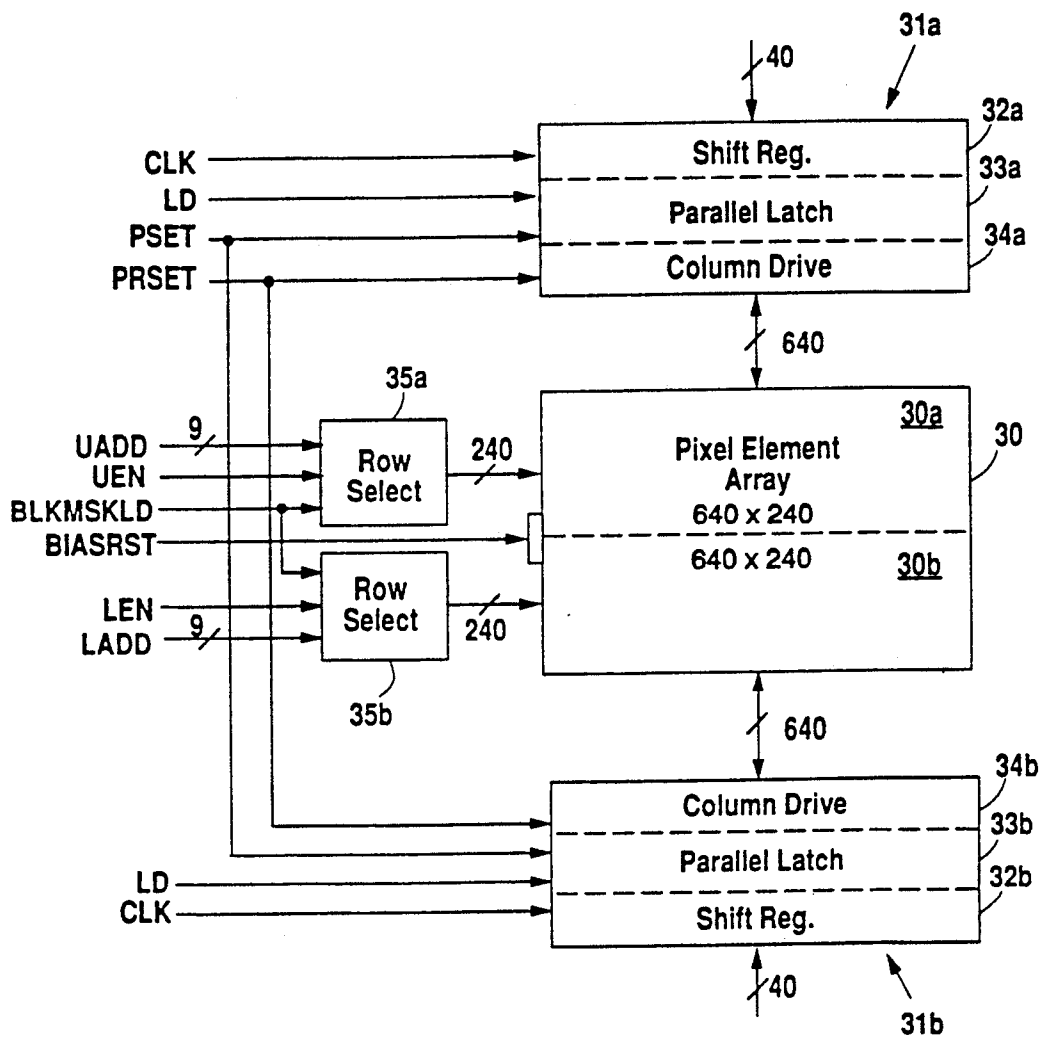 31a
40
32a
CLK
Shift Reg.
33a
LD
Parallel Latch
PSET
34a
PRSET
Column Drive
640
35a
30a
UADD
9
240
30
Row
Select
Pixel Element
Array
UEN
BLKMSKLD
640 x 240
BIASRST
640 x 240
30b
Row
Select
LEN
240
LADD
9
35b
640
34b
Column Drive
33b
Parallel Latch
LD
32b
CLK
Shift Reg.
40
31b